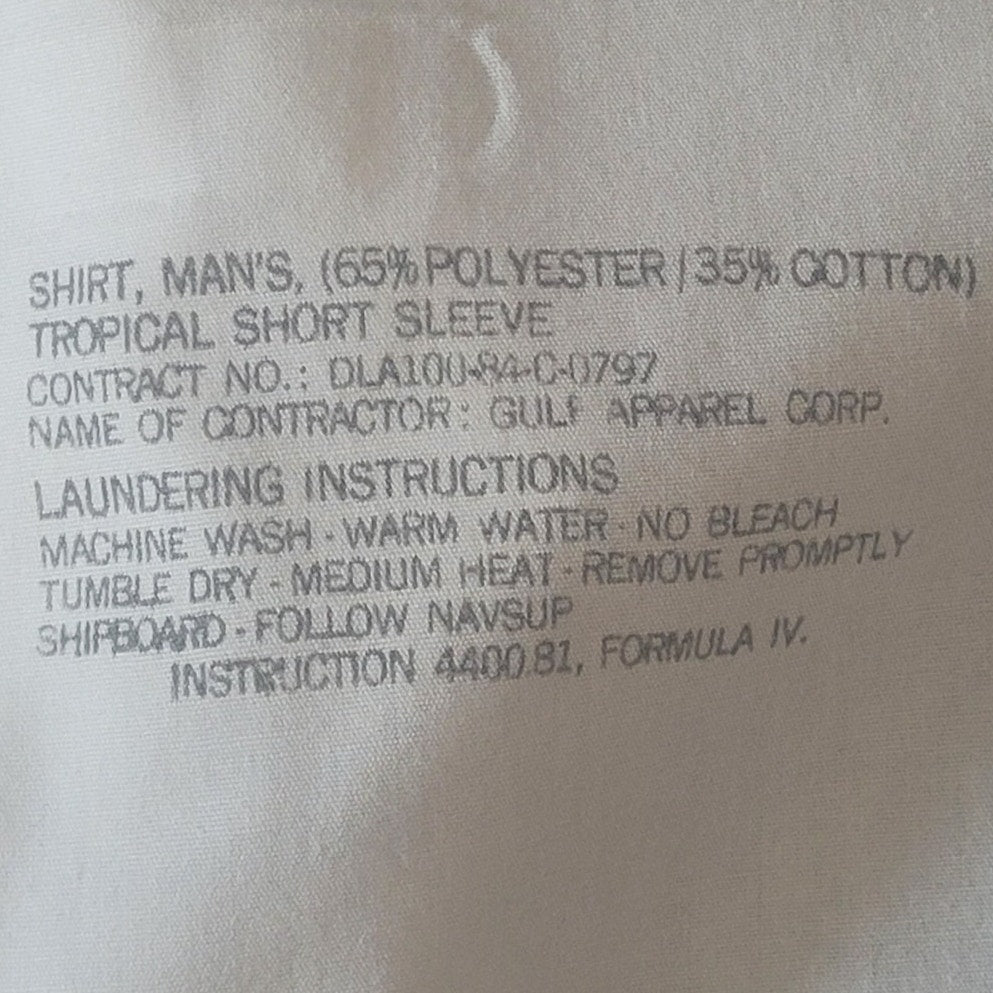 SHIRT, MAN'S, (65% POLYESTER/35% COTTON)
TROPICAL SHORT SLEEVE
CONTRACT NO.: DLA100-84-C-0797
NAME OF CONTRACTOR: GULF APPAREL CORP.
LAUNDERING INSTRUCTIONS
MACHINE WASH - WARM WATER - NO BLEACH
TUMBLE DRY - MEDIUM HEAT - REMOVE PROMPTLY
SHIPBOARD - FOLLOW NAVSUP
INSTRUCTION 4400.81, FORMULA IV.